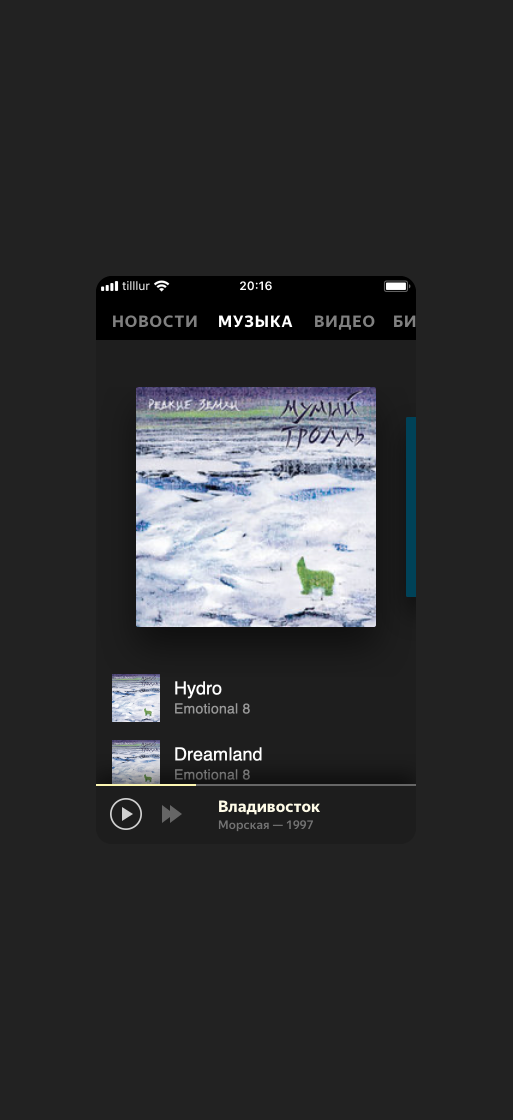 tilllur 20:16
НОВОСТИ МУЗЫКА ВИДЕО БИ
РЕДКИЕ ЗЕМЛИ
МУМИЙ
ТРОЛЛЬ
Hydro
Emotional 8
Dreamland
Emotional 8
Владивосток
Морская — 1997